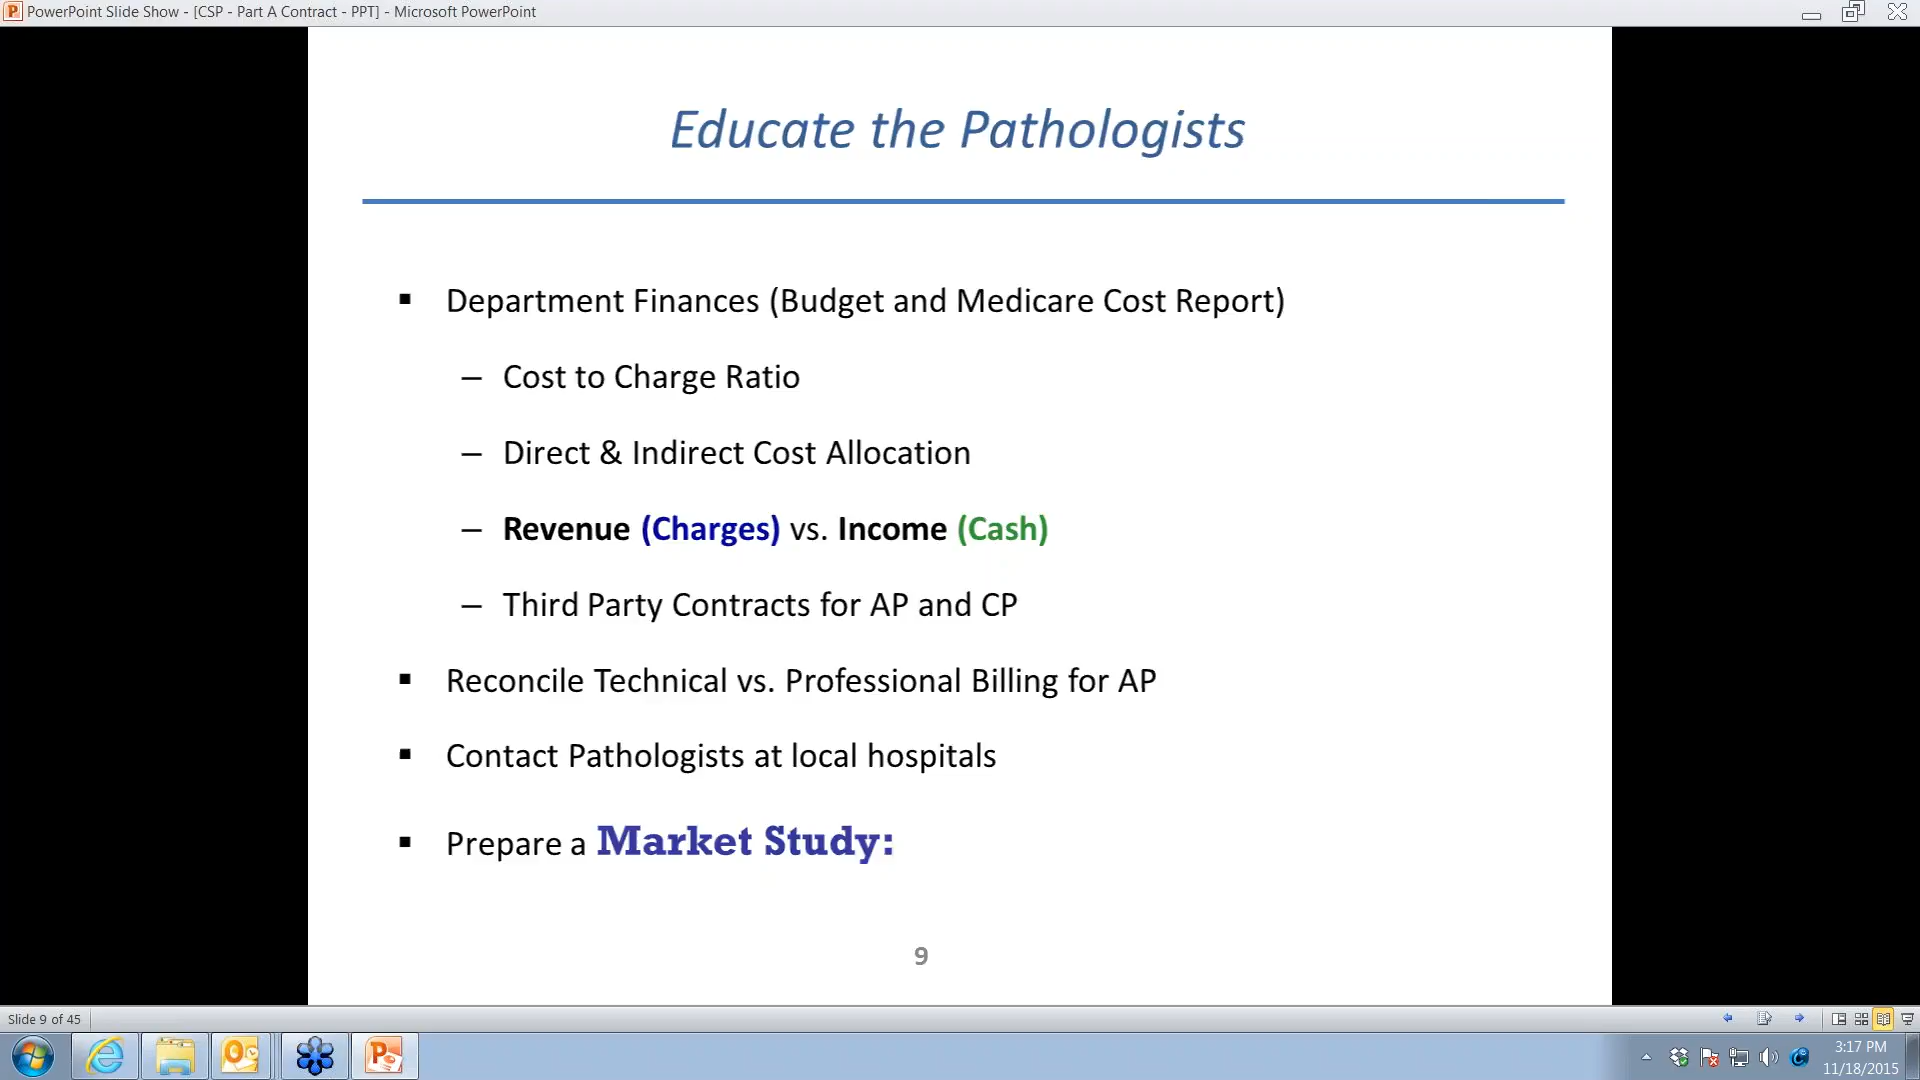 PowerPoint Slide Show - [CSP - Part A Contract - PPT] - Microsoft PowerPoint
Educate the Pathologists
▪ Department Finances (Budget and Medicare Cost Report)
– Cost to Charge Ratio
– Direct & Indirect Cost Allocation
– Revenue (Charges) vs. Income (Cash)
– Third Party Contracts for AP and CP
▪ Reconcile Technical vs. Professional Billing for AP
▪ Contact Pathologists at local hospitals
▪ Prepare a Market Study:
9
Slide 9 of 45
3:17 PM
11/18/2015